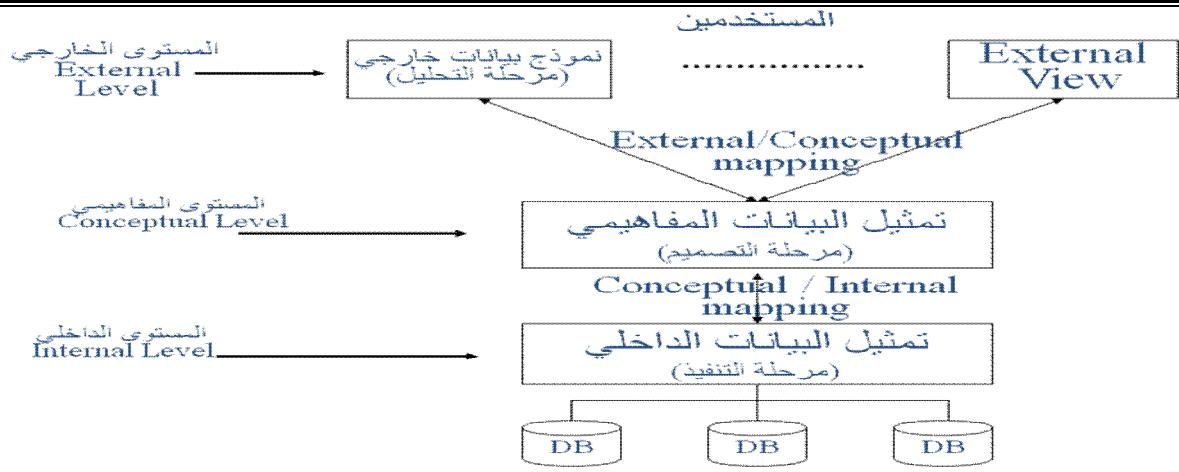 المستخدمين
المستوى الخارجي
External
Level
نموذج بيانات خارجي
(مرحلة التحليل)
..................
External
View
External/Conceptual
mapping
المستوى المفاهيمي
Conceptual Level
تمثيل البيانات المفاهيمي
(مرحلة التصميم)
Conceptual / Internal
mapping
المستوى الداخلي
Internal Level
تمثيل البيانات الداخلي
(مرحلة التنفيذ)
DB
DB
DB